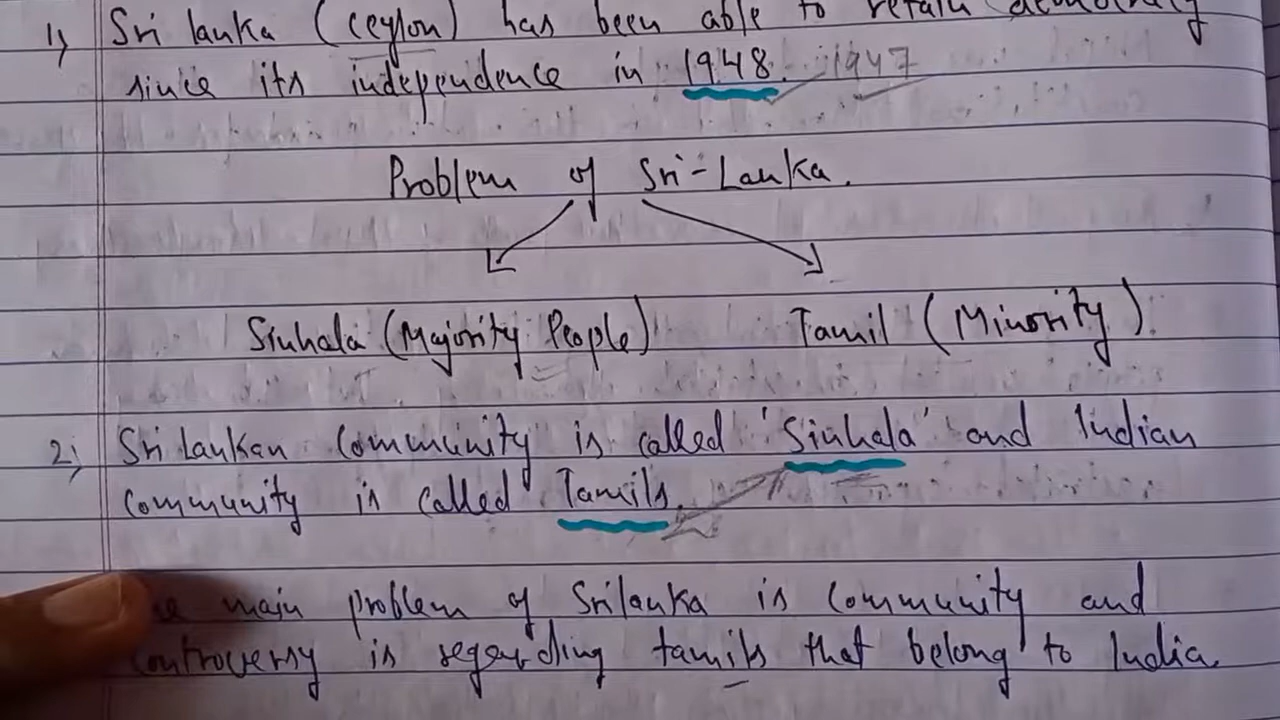 1) Sri lanka (ceylon) has been able to retain democracy
since its independence in 1948. 1947
Problem of Sri-Lanka.
Sinhala (Majority People) Tamil (Minority)
2) Sri Lankan Community is called 'Sinhala' and Indian
community is called Tamils.
main problem of Srilanka is Community and
controversy is regarding tamils that belong to India.